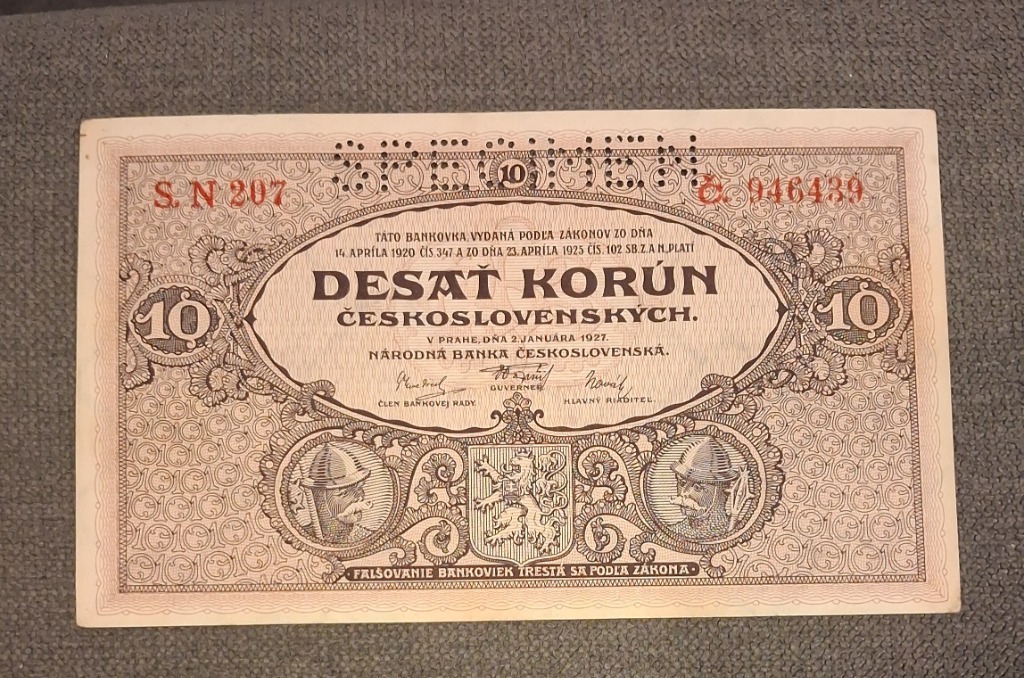 SPECIMEN
10
S. N 207
Č. 946439
TÁTO BANKOVKA, VYDANÁ PODĽA ZÁKONOV ZO DŇA
14. APRÍLA 1920 ČÍS. 347 A ZO DŇA 23. APRÍLA 1925 ČÍS. 102 SB. Z. A N. PLATÍ
DESAŤ KORÚN
ČESKOSLOVENSKÝCH.
V PRAHE, DŇA 2. JANUÁRA 1927.
NÁRODNÁ BANKA ČESKOSLOVENSKÁ.
10
10
GUVERNER
ČLEN BANKOVEJ RADY.
HLAVNÝ RIADITEĽ.
FALŠOVANIE BANKOVIEK TRESTÁ SA PODĽA ZÁKONA